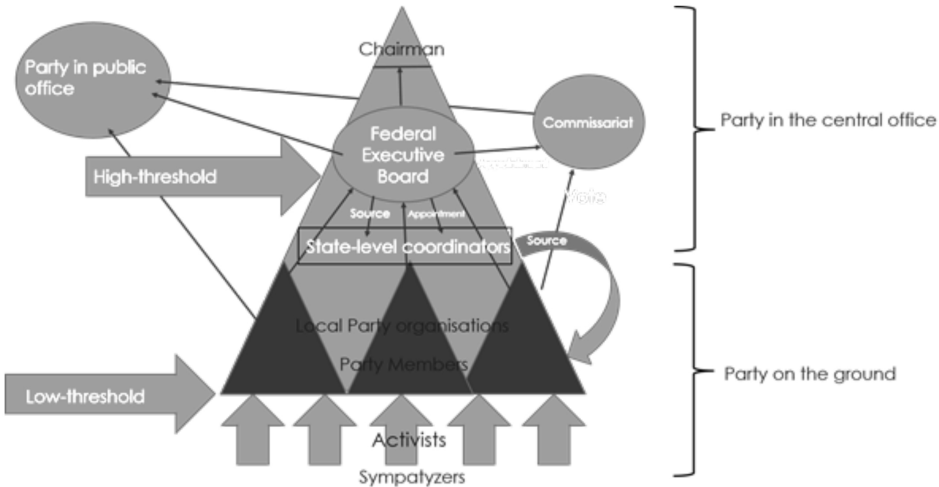 Chairman
Party in public
office
Federal
Executive
Board
Commissariat
Party in the central office
High-threshold
Vote
Source
Appointment
State-level coordinators
Source
Local Party organisations
Party Members
Party on the ground
Low-threshold
Activists
Sympatyzers